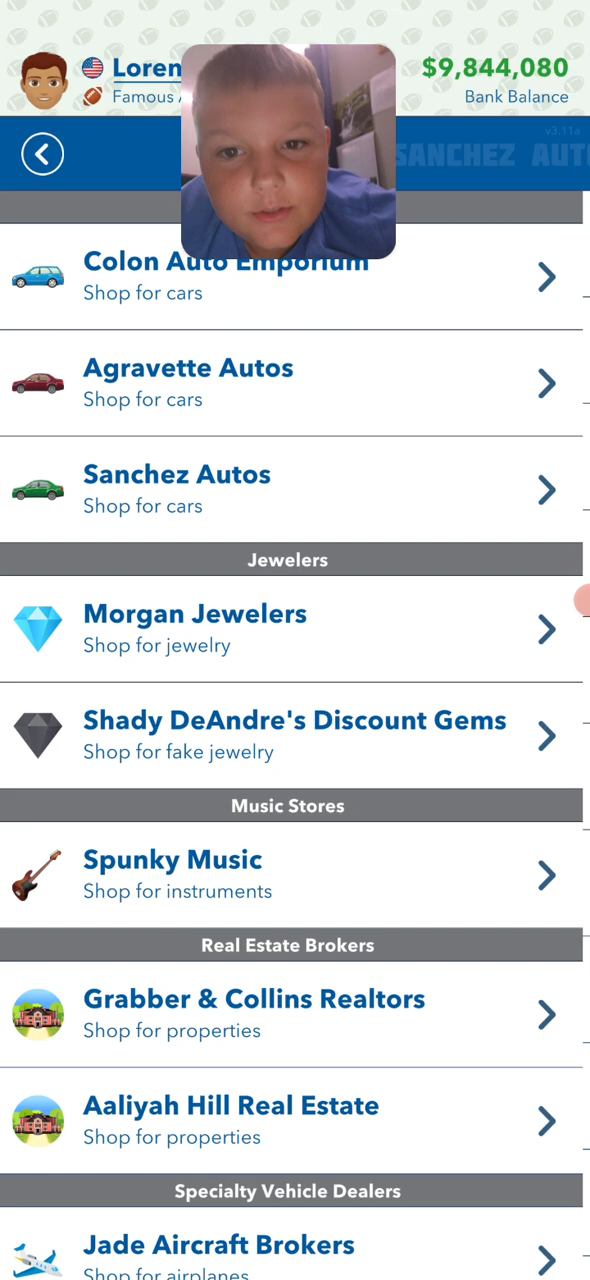 Loren
$9,844,080
Famous
Bank Balance
v3.11a
SANCHEZ AUT
Colon Auto Emporium
Shop for cars
Agravette Autos
Shop for cars
Sanchez Autos
Shop for cars
Jewelers
Morgan Jewelers
Shop for jewelry
Shady DeAndre's Discount Gems
Shop for fake jewelry
Music Stores
Spunky Music
Shop for instruments
Real Estate Brokers
Grabber & Collins Realtors
Shop for properties
Aaliyah Hill Real Estate
Shop for properties
Specialty Vehicle Dealers
Jade Aircraft Brokers
Shop for airplanes